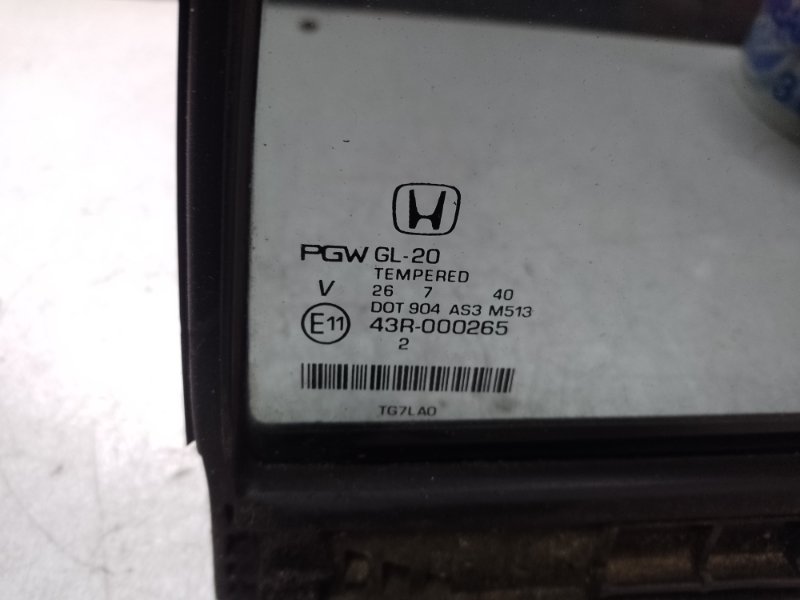 PGW GL-20
TEMPERED
V 26 7 40
DOT 904 AS3 M513
E11 43R-000265
2
TG7LA0